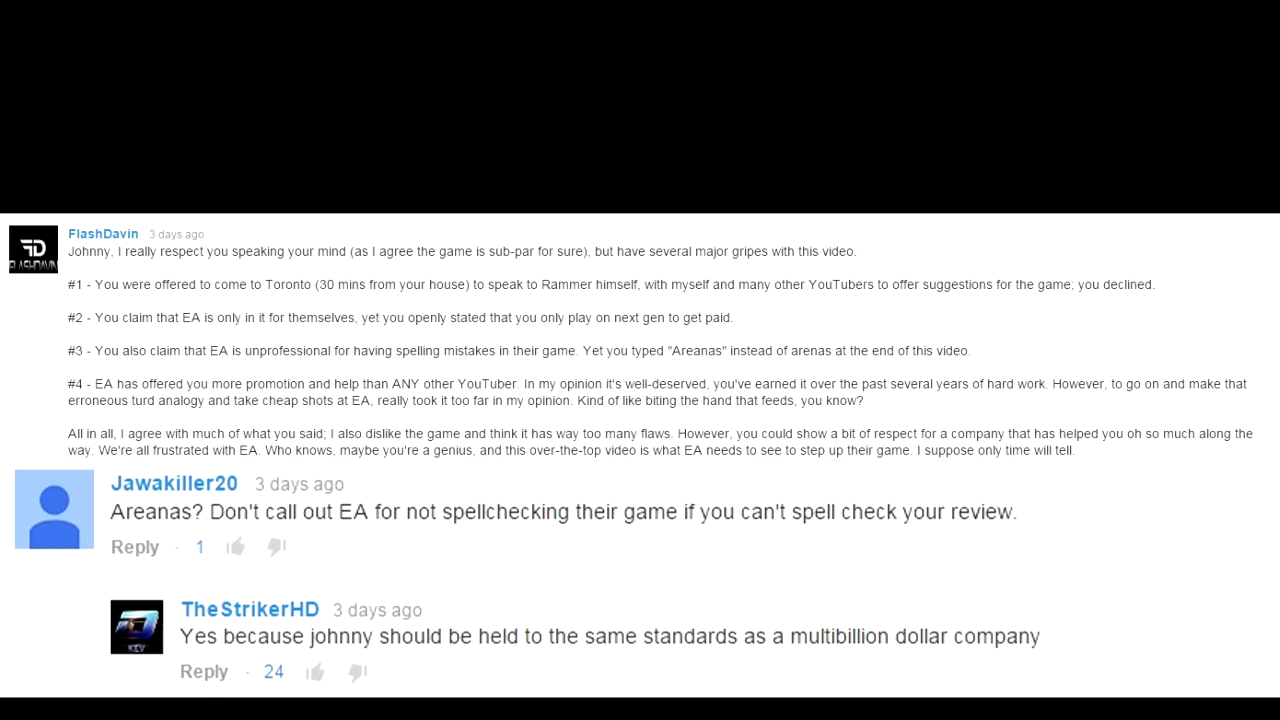 FlashDavin 3 days ago
Johnny, I really respect you speaking your mind (as I agree the game is sub-par for sure), but have several major gripes with this video.
#1 - You were offered to come to Toronto (30 mins from your house) to speak to Rammer himself, with myself and many other YouTubers to offer suggestions for the game; you declined.
#2 - You claim that EA is only in it for themselves, yet you openly stated that you only play on next gen to get paid.
#3 - You also claim that EA is unprofessional for having spelling mistakes in their game. Yet you typed "Areanas" instead of arenas at the end of this video.
#4 - EA has offered you more promotion and help than ANY other YouTuber. In my opinion it's well-deserved, you've earned it over the past several years of hard work. However, to go on and make that
erroneous turd analogy and take cheap shots at EA, really took it too far in my opinion. Kind of like biting the hand that feeds, you know?
All in all, I agree with much of what you said; I also dislike the game and think it has way too many flaws. However, you could show a bit of respect for a company that has helped you oh so much along the
way. We're all frustrated with EA. Who knows, maybe you're a genius, and this over-the-top video is what EA needs to see to step up their game. I suppose only time will tell.
FD
FLASHDAVIN
Jawakiller20 3 days ago
Areanas? Don't call out EA for not spellchecking their game if you can't spell check your review.
Reply · 1
TheStrikerHD 3 days ago
Yes because johnny should be held to the same standards as a multibillion dollar company
Reply · 24